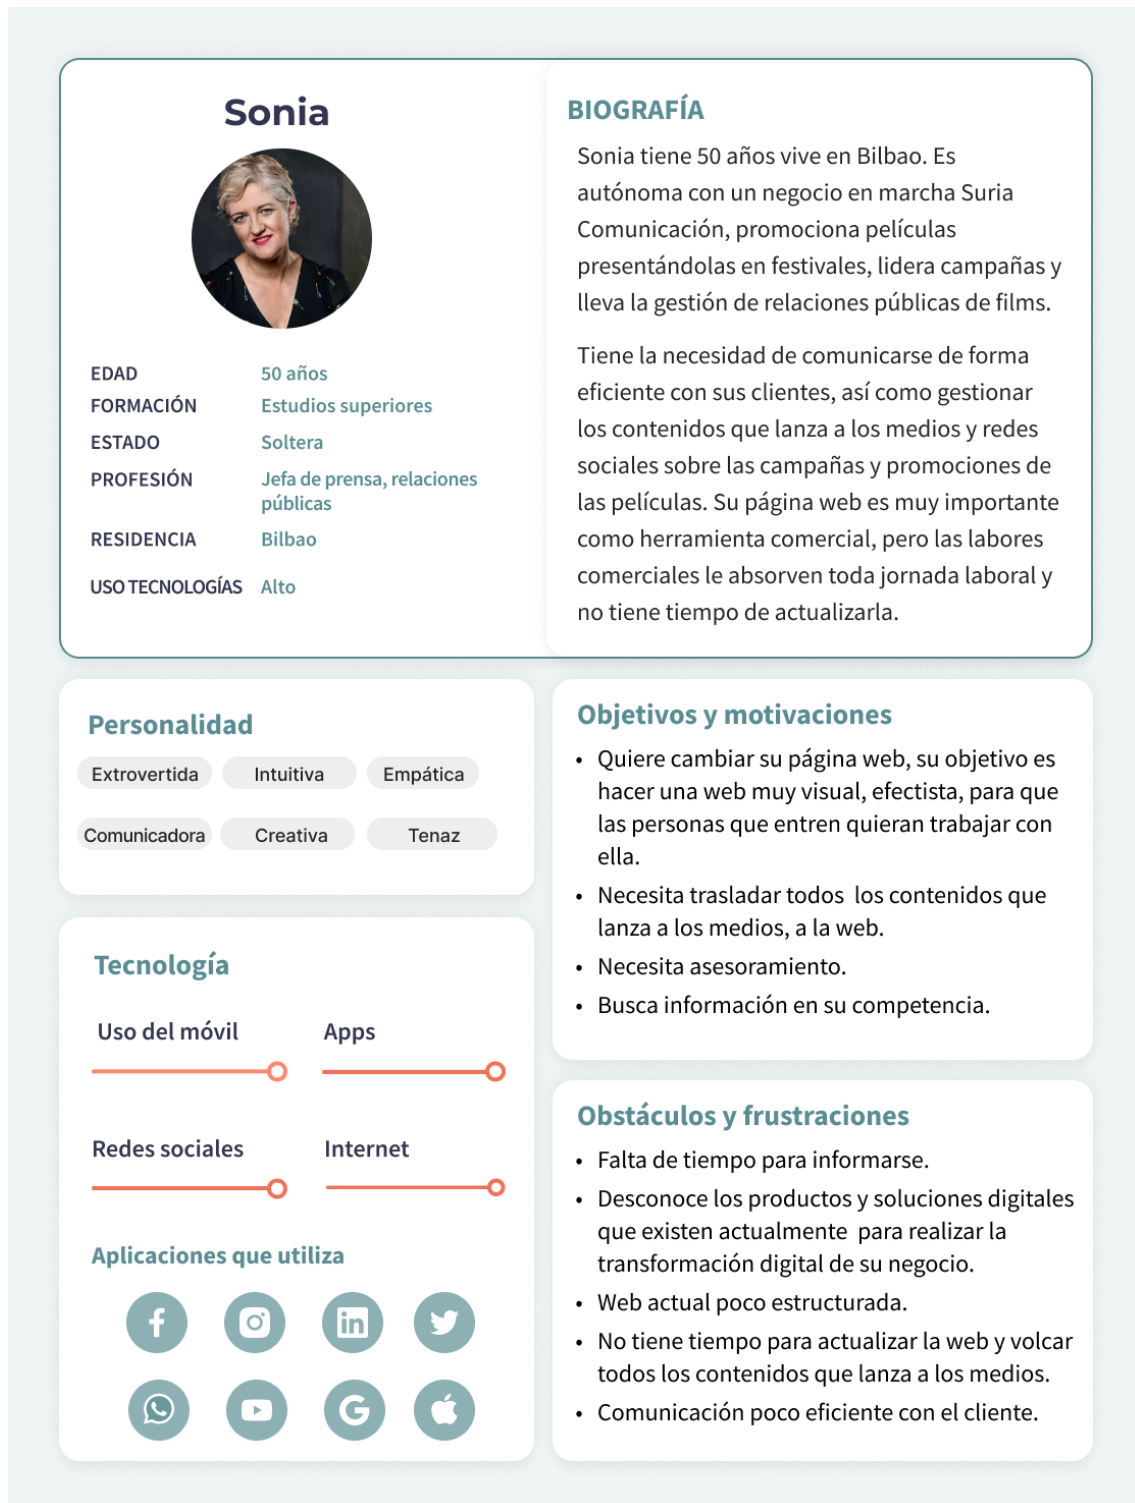 Sonia
EDAD 50 años
FORMACIÓN Estudios superiores
ESTADO Soltera
PROFESIÓN Jefa de prensa, relaciones
públicas
RESIDENCIA Bilbao
USO TECNOLOGÍAS Alto
BIOGRAFÍA
Sonia tiene 50 años vive en Bilbao. Es
autónoma con un negocio en marcha Suria
Comunicación, promociona películas
presentándolas en festivales, lidera campañas y
lleva la gestión de relaciones públicas de films.
Tiene la necesidad de comunicarse de forma
eficiente con sus clientes, así como gestionar
los contenidos que lanza a los medios y redes
sociales sobre las campañas y promociones de
las películas. Su página web es muy importante
como herramienta comercial, pero las labores
comerciales le absorven toda jornada laboral y
no tiene tiempo de actualizarla.
Personalidad
Extrovertida Intuitiva Empática
Comunicadora Creativa Tenaz
Tecnología
Uso del móvil Apps
Redes sociales Internet
Aplicaciones que utiliza
Objetivos y motivaciones
• Quiere cambiar su página web, su objetivo es
hacer una web muy visual, efectista, para que
las personas que entren quieran trabajar con
ella.
• Necesita trasladar todos  los contenidos que
lanza a los medios, a la web.
• Necesita asesoramiento.
• Busca información en su competencia.
Obstáculos y frustraciones
• Falta de tiempo para informarse.
• Desconoce los productos y soluciones digitales
que existen actualmente  para realizar la
transformación digital de su negocio.
• Web actual poco estructurada.
• No tiene tiempo para actualizar la web y volcar
todos los contenidos que lanza a los medios.
• Comunicación poco eficiente con el cliente.